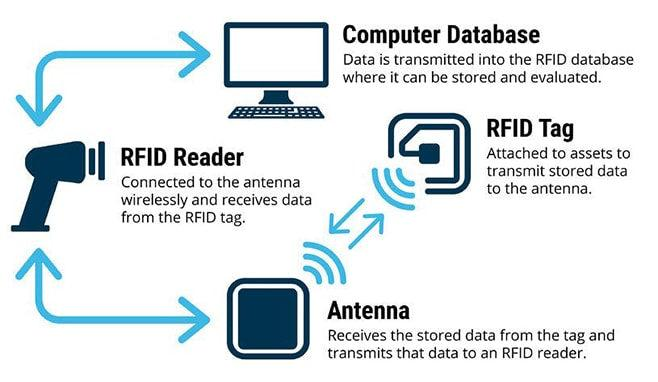 Computer Database
Data is transmitted into the RFID database
where it can be stored and evaluated.
RFID Tag
Attached to assets to
transmit stored data
to the antenna.
RFID Reader
Connected to the antenna
wirelessly and receives data
from the RFID tag.
Antenna
Receives the stored data from the tag and
transmits that data to an RFID reader.